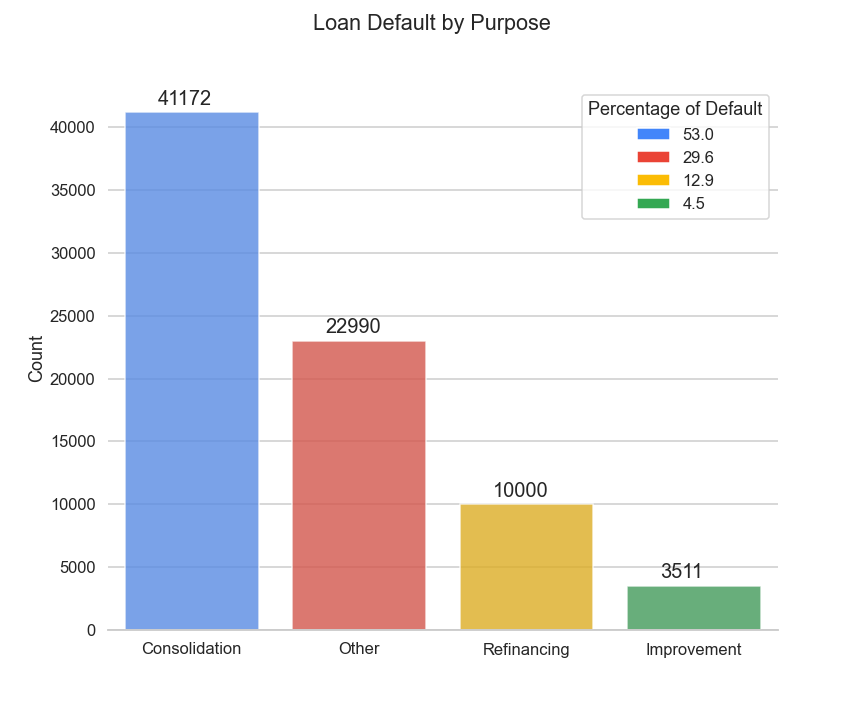 Loan Default by Purpose
41172
Percentage of Default
53.0
29.6
12.9
4.5
40000
35000
30000
25000
22990
Count
20000
15000
10000
10000
5000
3511
0
Consolidation
Other
Refinancing
Improvement